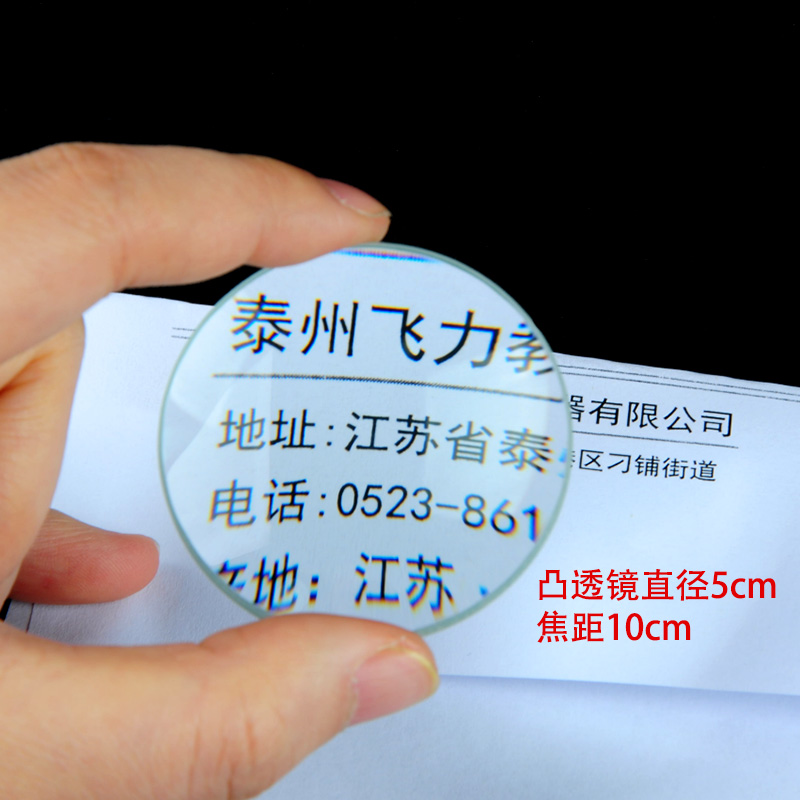 泰州飞力教
器有限公司
地址:江苏省泰
区刁铺街道
电话:0523-861
产地：江苏
凸透镜直径5cm
焦距10cm